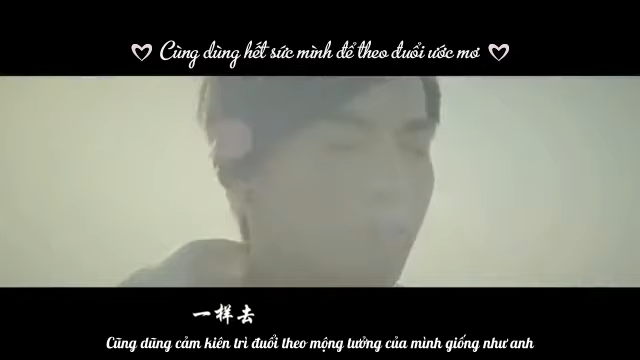 Cùng dùng hết sức mình để theo đuổi ước mơ
一样去
Cũng dũng cảm kiên trì đuổi theo mộng tưởng của mình giống như anh